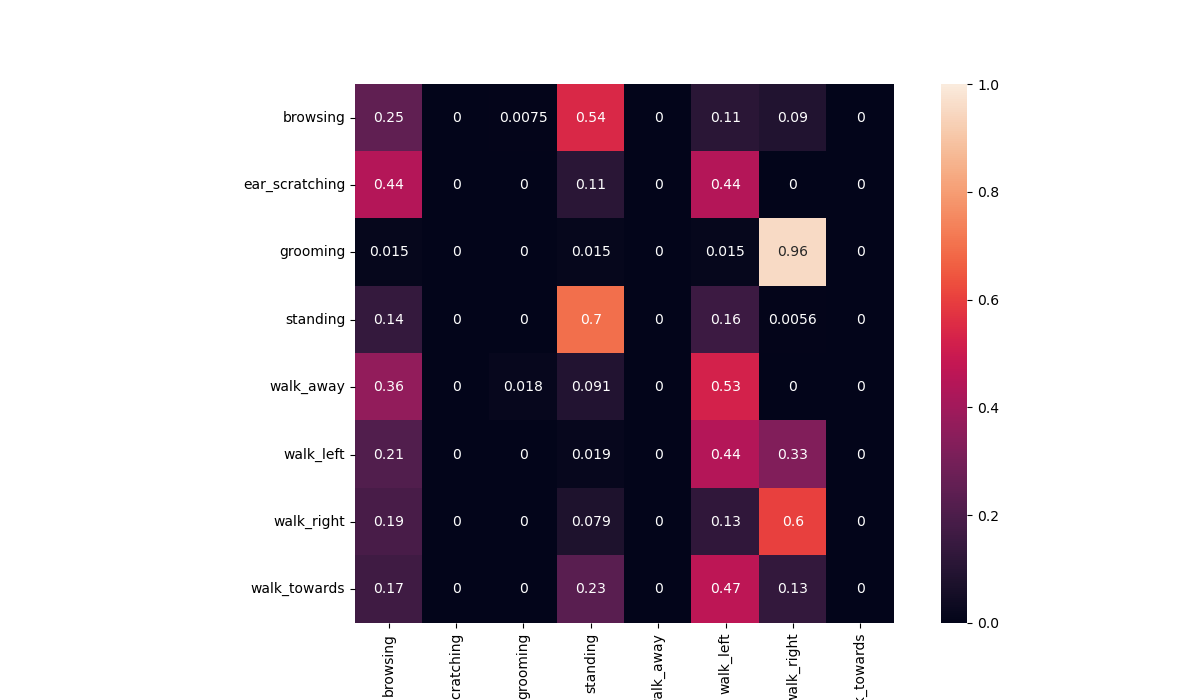 browsing 0.25 0 0.0075 0.54 0 0.11 0.09 0
ear_scratching 0.44 0 0 0.11 0 0.44 0 0
grooming 0.015 0 0 0.015 0 0.015 0.96 0
standing 0.14 0 0 0.7 0 0.16 0.0056 0
walk_away 0.36 0 0.018 0.091 0 0.53 0 0
walk_left 0.21 0 0 0.019 0 0.44 0.33 0
walk_right 0.19 0 0 0.079 0 0.13 0.6 0
walk_towards 0.17 0 0 0.23 0 0.47 0.13 0
browsing
cratching
grooming
standing
alk_away
walk_left
walk_right
k_towards
1.0
0.8
0.6
0.4
0.2
0.0